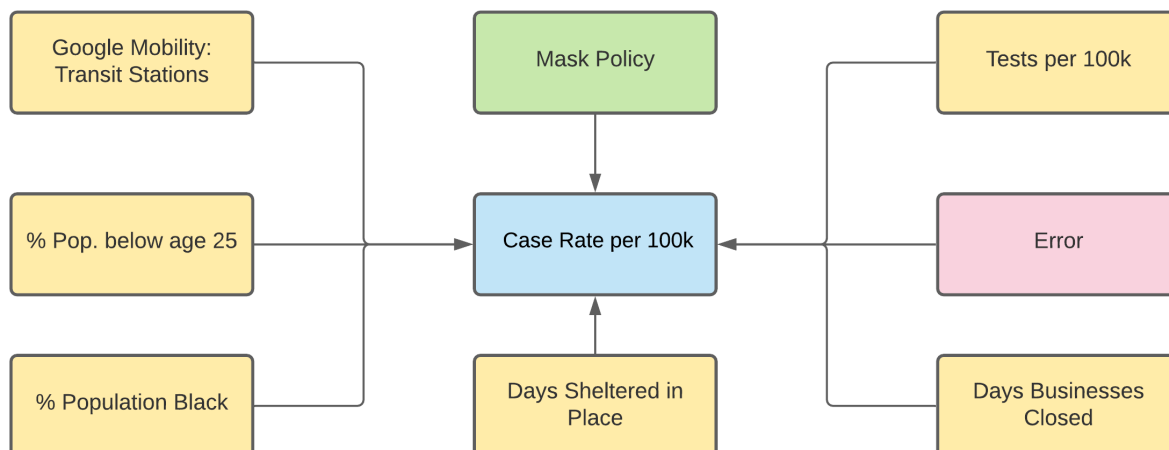 Google Mobility:
Transit Stations
Mask Policy
Tests per 100k
% Pop. below age 25
Case Rate per 100k
Error
% Population Black
Days Sheltered in
Place
Days Businesses
Closed